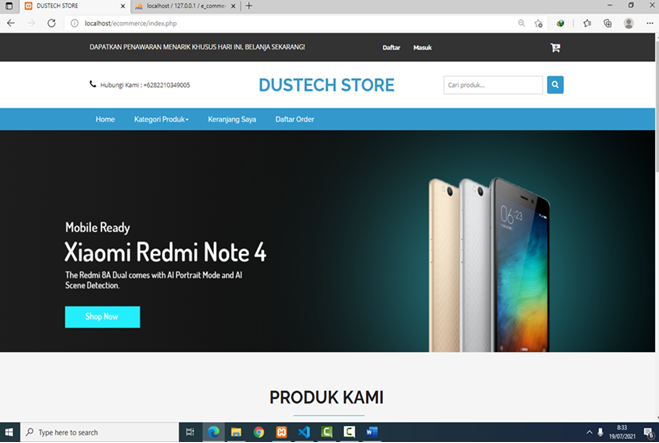 DUSTECH STORE
localhost / 127.0.0.1 / e_commer
localhost/ecommerce/index.php
DAPATKAN PENAWARAN MENARIK KHUSUS HARI INI, BELANJA SEKARANG!
Daftar
Masuk
Hubungi Kami : +6282210349005
DUSTECH STORE
Cari produk...
Home
Kategori Produk
Keranjang Saya
Daftar Order
Mobile Ready
Xiaomi Redmi Note 4
The Redmi 8A Dual comes with AI Portrait Mode and AI
Scene Detection.
Shop Now
06:23
PRODUK KAMI
Type here to search
8:33
19/07/2021